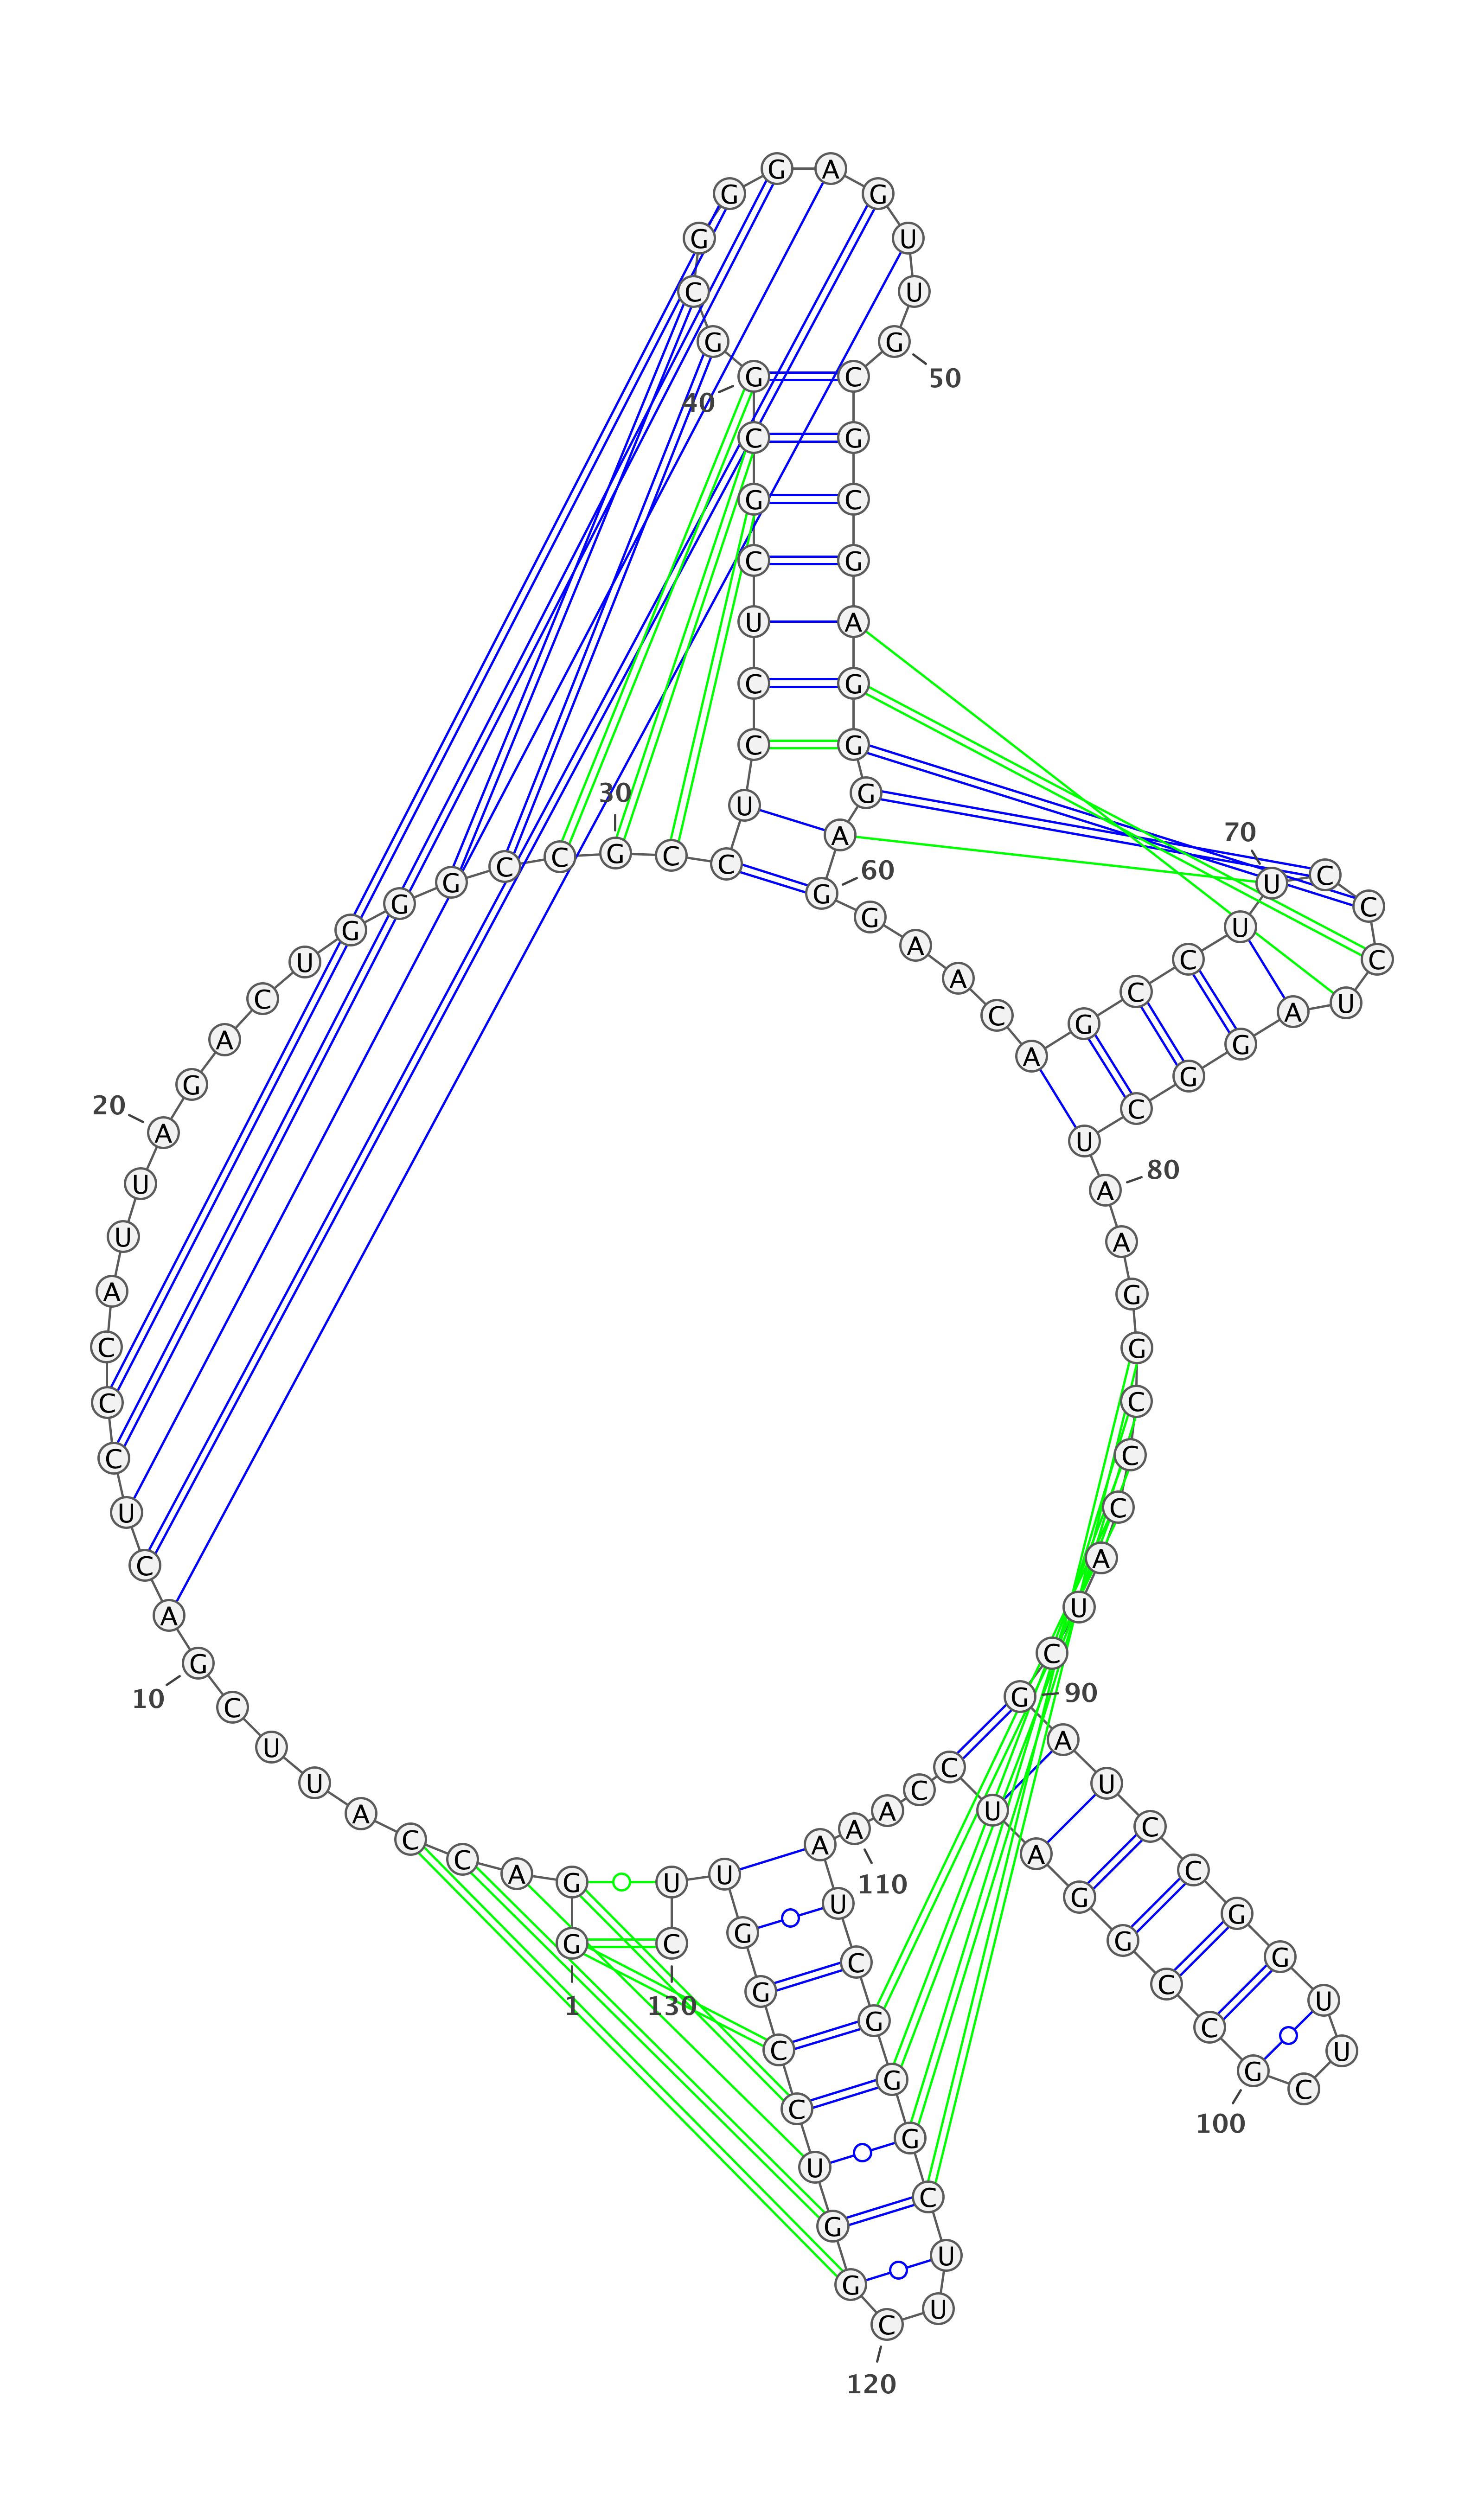 1
G G A C C A U U C G
10
A C U C C C A U U A
20
G A C U G G G C C G
30
C C U C C U C G C G
40
G C G G G A G U U G
50
C G C G A G G G A G
60
G A A C A G C C U U
70
C C C U A G G C U A
80
A G G C C C A U C G
90
A U C C G G U U C G
100
C C G G A U C C A A
110
A U C G G G C U U C
120
G G U C C G G U U C
130